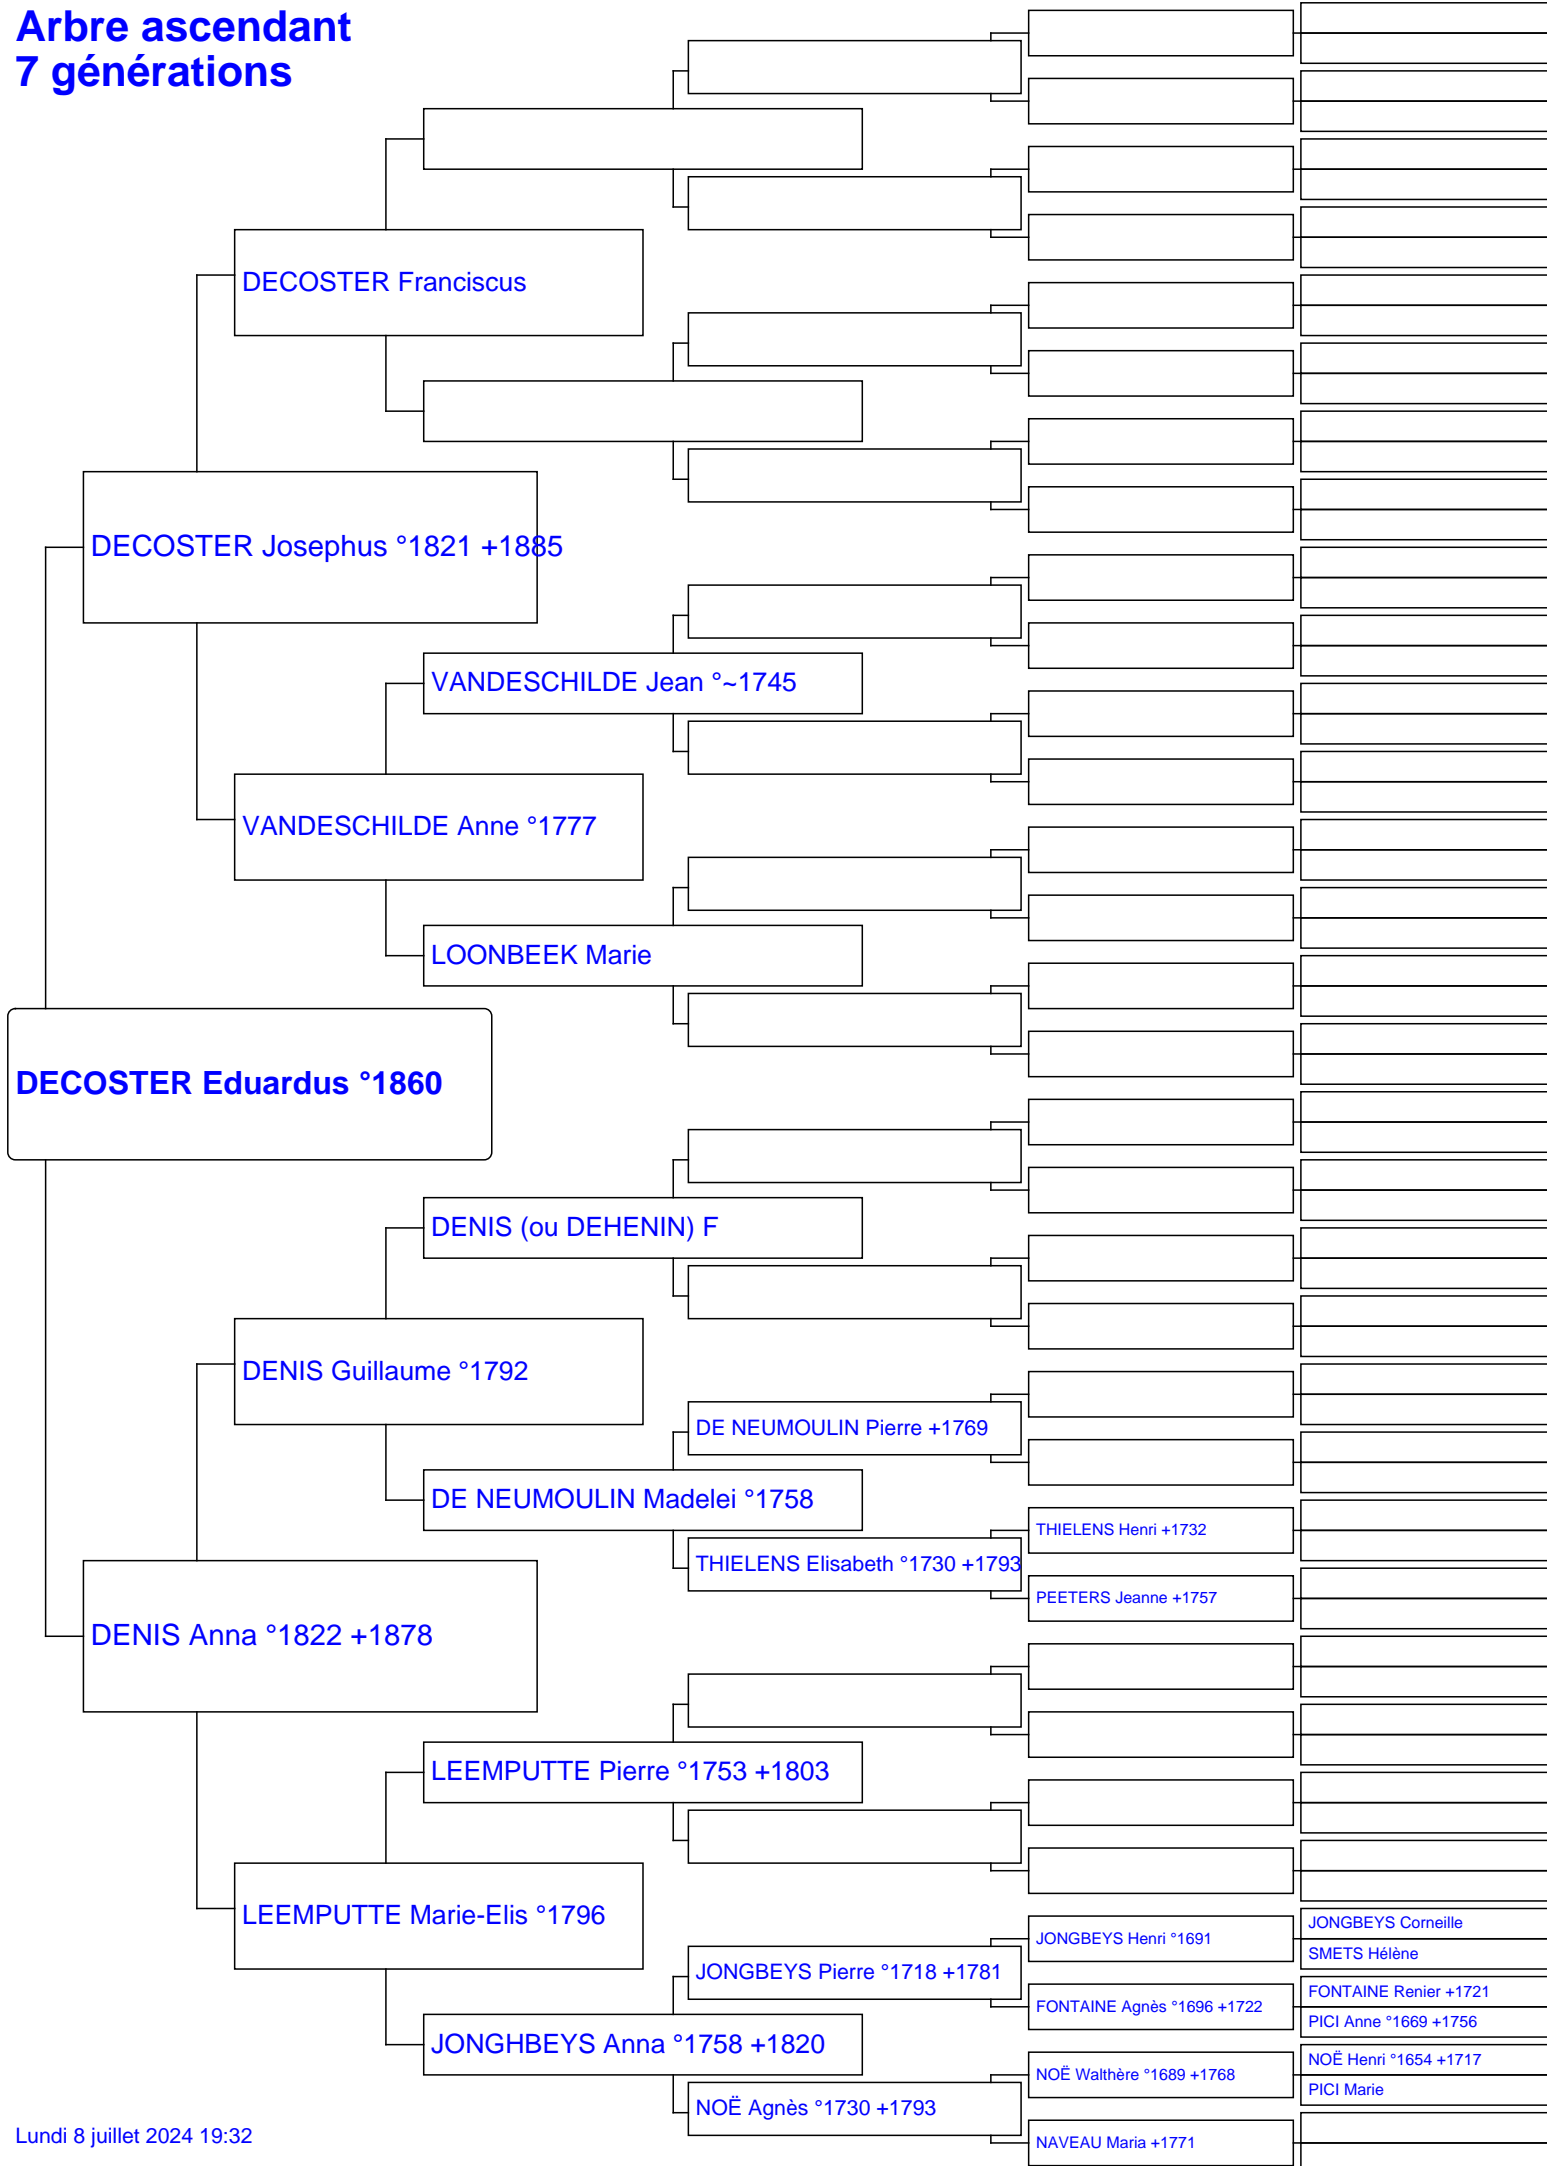 Arbre ascendant
7 générations
DECOSTER Franciscus
DECOSTER Josephus °1821 +1885
VANDESCHILDE Jean °~1745
VANDESCHILDE Anne °1777
LOONBEEK Marie
DECOSTER Eduardus °1860
DENIS (ou DEHENIN) F
DENIS Guillaume °1792
DE NEUMOULIN Pierre +1769
DE NEUMOULIN Madelei °1758
THIELENS Henri +1732
THIELENS Elisabeth °1730 +1793
PEETERS Jeanne +1757
DENIS Anna °1822 +1878
LEEMPUTTE Pierre °1753 +1803
LEEMPUTTE Marie-Elis °1796
JONGBEYS Corneille
JONGBEYS Henri °1691
SMETS Hélène
JONGBEYS Pierre °1718 +1781
FONTAINE Renier +1721
FONTAINE Agnès °1696 +1722
PICI Anne °1669 +1756
JONGHBEYS Anna °1758 +1820
NOË Henri °1654 +1717
NOË Walthère °1689 +1768
PICI Marie
NOË Agnès °1730 +1793
NAVEAU Maria +1771
Lundi 8 juillet 2024 19:32